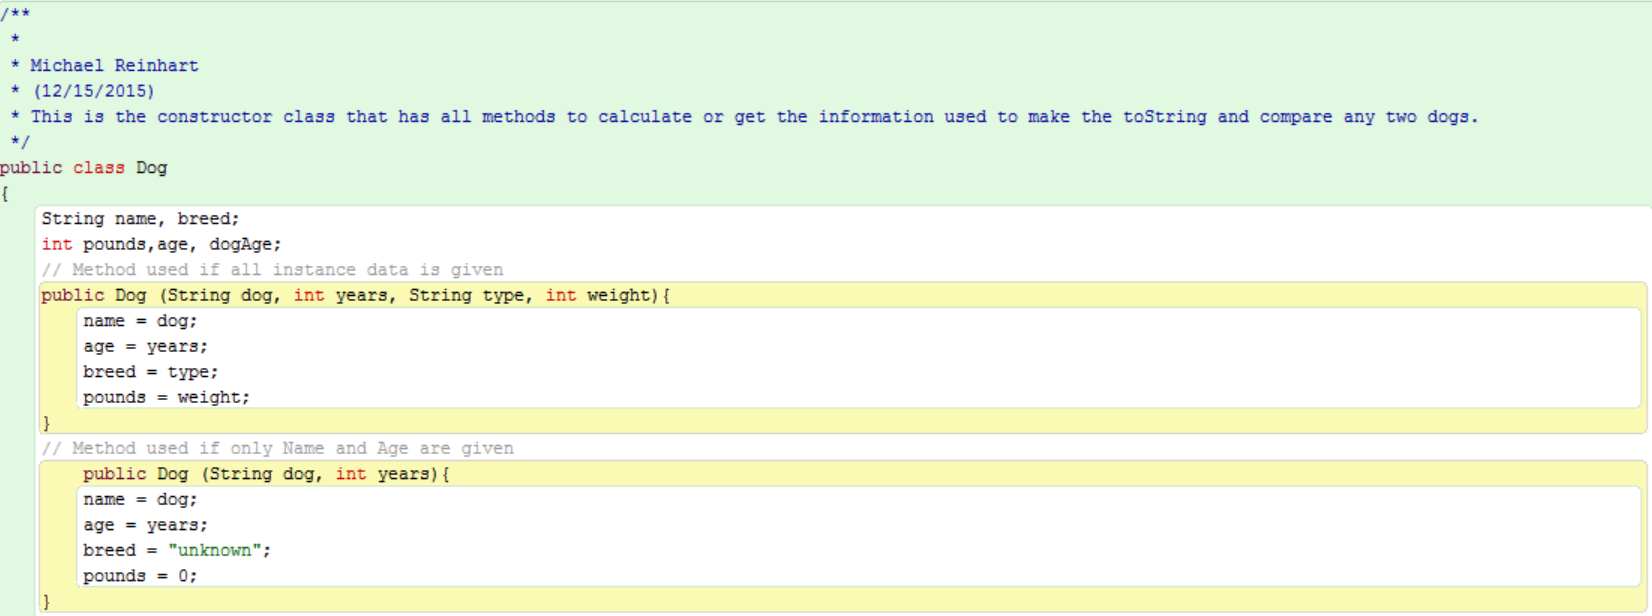 /**
 *
 * Michael Reinhart
 * (12/15/2015)
 * This is the constructor class that has all methods to calculate or get the information used to make the toString and compare any two dogs.
 */
public class Dog
{
    String name, breed;
    int pounds,age, dogAge;
    // Method used if all instance data is given
    public Dog (String dog, int years, String type, int weight){
        name = dog;
        age = years;
        breed = type;
        pounds = weight;
    }
    // Method used if only Name and Age are given
        public Dog (String dog, int years){
        name = dog;
        age = years;
        breed = "unknown";
        pounds = 0;
    }